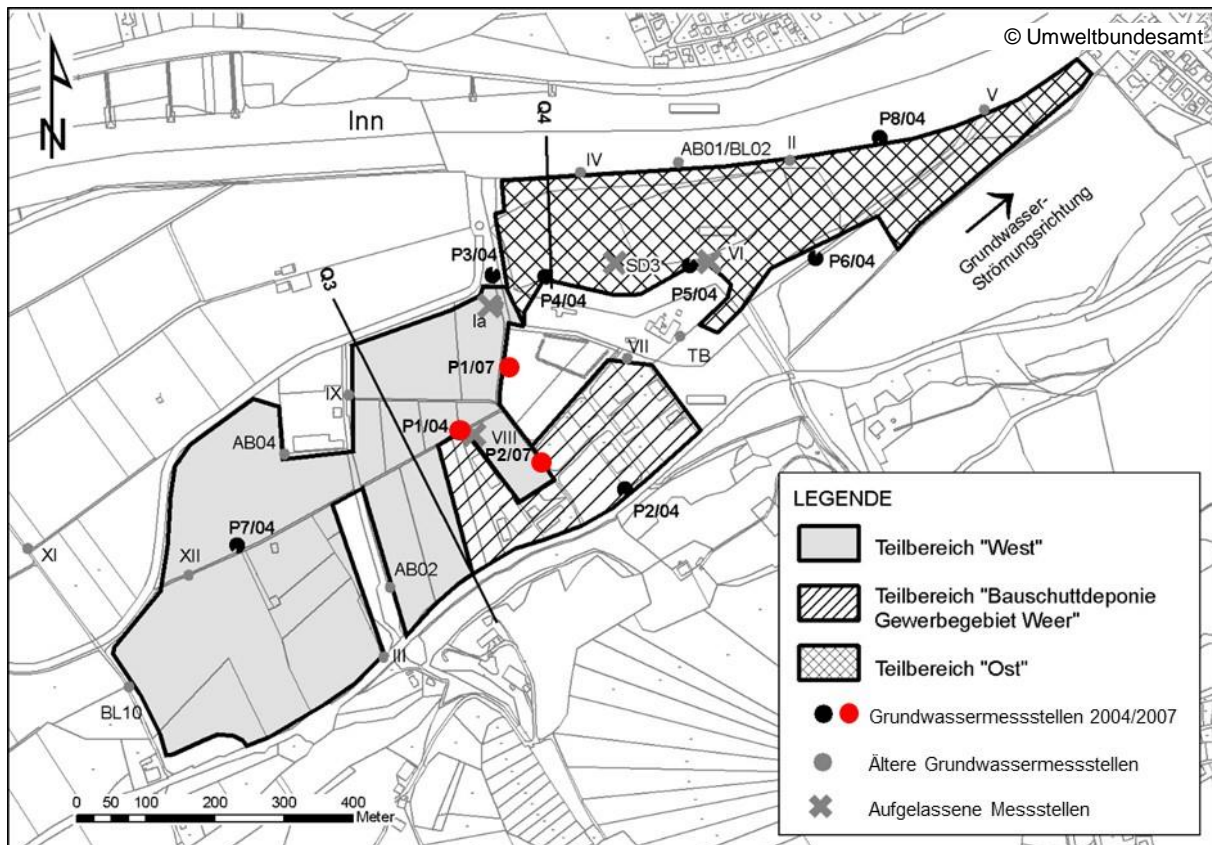 © Umweltbundesamt
N
Inn
Q4
Q3
V
P8/04
AB01/BL02
II
IV
Grundwasser-
Strömungsrichtung
P3/04
SD3
VI
P6/04
P4/04
P5/04
Ia
TB
VII
P1/07
IX
P1/04
VIII
AB04
P2/07
P2/04
P7/04
XI
XII
AB02
III
BL10
0 50 100 200 300 400
Meter
LEGENDE
Teilbereich "West"
Teilbereich "Bauschuttdeponie
Gewerbegebiet Weer"
Teilbereich "Ost"
Grundwassermessstellen 2004/2007
Ältere Grundwassermessstellen
Aufgelassene Messstellen